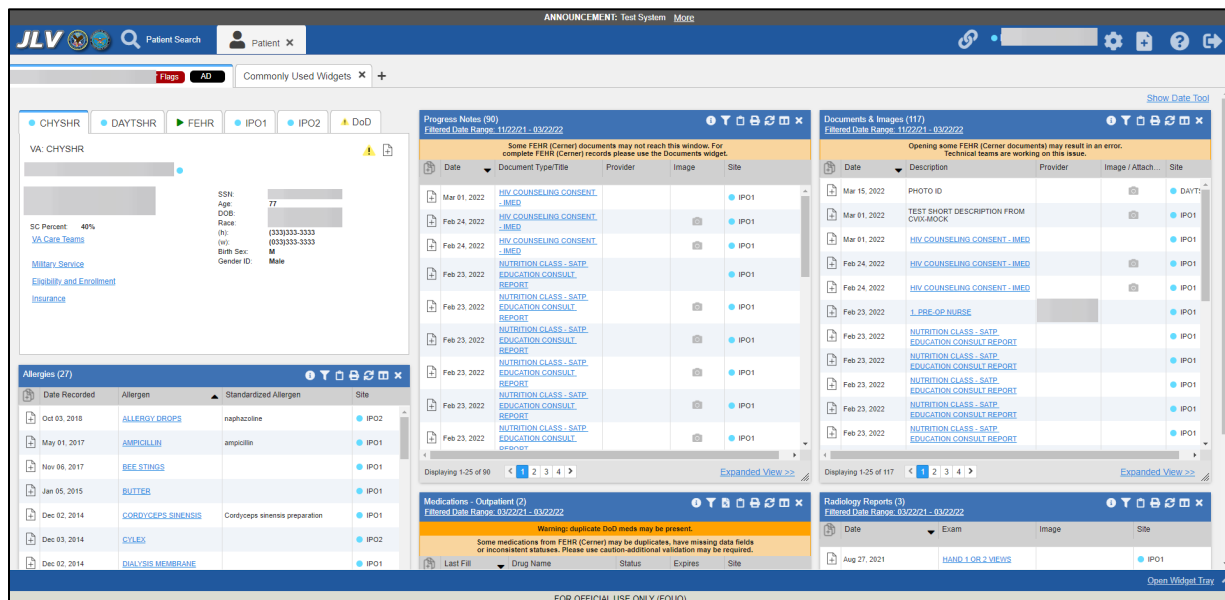 ANNOUNCEMENT: Test System More
JLV Patient Search Patient ×
Flags AD Commonly Used Widgets × +
Show Date Tool
CHYSHR DAYTSHR FEHR IPO1 IPO2 DoD
VA: CHYSHR
SSN:
Age: 77
DOB:
Race:
SC Percent: 40%
(h): (333)333-3333
VA Care Teams
(w): (033)333-3333
Birth Sex: M
Military Service
Gender ID: Male
Eligibility and Enrollment
Insurance
Allergies (27)
Date Recorded Allergen Standardized Allergen Site
Oct 03, 2018 ALLERGY DROPS naphazoline IPO2
May 01, 2017 AMPICILLIN ampicillin IPO1
Nov 06, 2017 BEE STINGS IPO1
Jan 05, 2015 BUTTER IPO1
Dec 02, 2014 CORDYCEPS SINENSIS Cordyceps sinensis preparation IPO1
Dec 03, 2014 CYLEX IPO2
Dec 02, 2014 DIALYSIS MEMBRANE IPO1
Progress Notes (90)
Filtered Date Range: 11/22/21 - 03/22/22
Some FEHR (Cerner) documents may not reach this window. For
complete FEHR (Cerner) records please use the Documents widget.
Date Document Type/Title Provider Image Site
Mar 01, 2022 HIV COUNSELING CONSENT IPO1
- IMED
Feb 24, 2022 HIV COUNSELING CONSENT IPO1
- IMED
Feb 24, 2022 HIV COUNSELING CONSENT IPO1
- IMED
NUTRITION CLASS - SATP
Feb 23, 2022 EDUCATION CONSULT IPO1
REPORT
NUTRITION CLASS - SATP
Feb 23, 2022 EDUCATION CONSULT IPO1
REPORT
NUTRITION CLASS - SATP
Feb 23, 2022 EDUCATION CONSULT IPO1
REPORT
NUTRITION CLASS - SATP
Feb 23, 2022 EDUCATION CONSULT IPO1
REPORT
NUTRITION CLASS - SATP
Feb 23, 2022 EDUCATION CONSULT IPO1
REPORT
NUTRITION CLASS - SATP
Feb 23, 2022 EDUCATION CONSULT IPO1
REPORT
Displaying 1-25 of 90 < 1 2 3 4 > Expanded View >>
Documents & Images (117)
Filtered Date Range: 11/22/21 - 03/22/22
Opening some FEHR (Cerner documents) may result in an error.
Technical teams are working on this issue.
Date Description Provider Image / Attach... Site
Mar 15, 2022 PHOTO ID DAYTS
Mar 01, 2022 TEST SHORT DESCRIPTION FROM IPO1
CVIX-MOCK
Mar 01, 2022 HIV COUNSELING CONSENT - IMED IPO1
Feb 24, 2022 HIV COUNSELING CONSENT - IMED IPO1
Feb 24, 2022 HIV COUNSELING CONSENT - IMED IPO1
Feb 23, 2022 1. PRE-OP NURSE IPO1
Feb 23, 2022 NUTRITION CLASS - SATP IPO1
EDUCATION CONSULT REPORT
Feb 23, 2022 NUTRITION CLASS - SATP IPO1
EDUCATION CONSULT REPORT
Feb 23, 2022 NUTRITION CLASS - SATP IPO1
EDUCATION CONSULT REPORT
Feb 23, 2022 NUTRITION CLASS - SATP IPO1
EDUCATION CONSULT REPORT
Feb 23, 2022 NUTRITION CLASS - SATP IPO1
EDUCATION CONSULT REPORT
Displaying 1-25 of 117 < 1 2 3 4 > Expanded View >>
Medications - Outpatient (2)
Filtered Date Range: 03/22/21 - 03/22/22
Warning: duplicate DoD meds may be present.
Some medications from FEHR (Cerner) may be duplicates, have missing data fields
or inconsistent statuses. Please use caution-additional validation may be required.
Last Fill Drug Name Status Expires Site
Radiology Reports (3)
Filtered Date Range: 03/22/21 - 03/22/22
Date Exam Image Site
Aug 27, 2021 HAND 1 OR 2 VIEWS IPO1
Open Widget Tray
FOR OFFICIAL USE ONLY (FOUO)